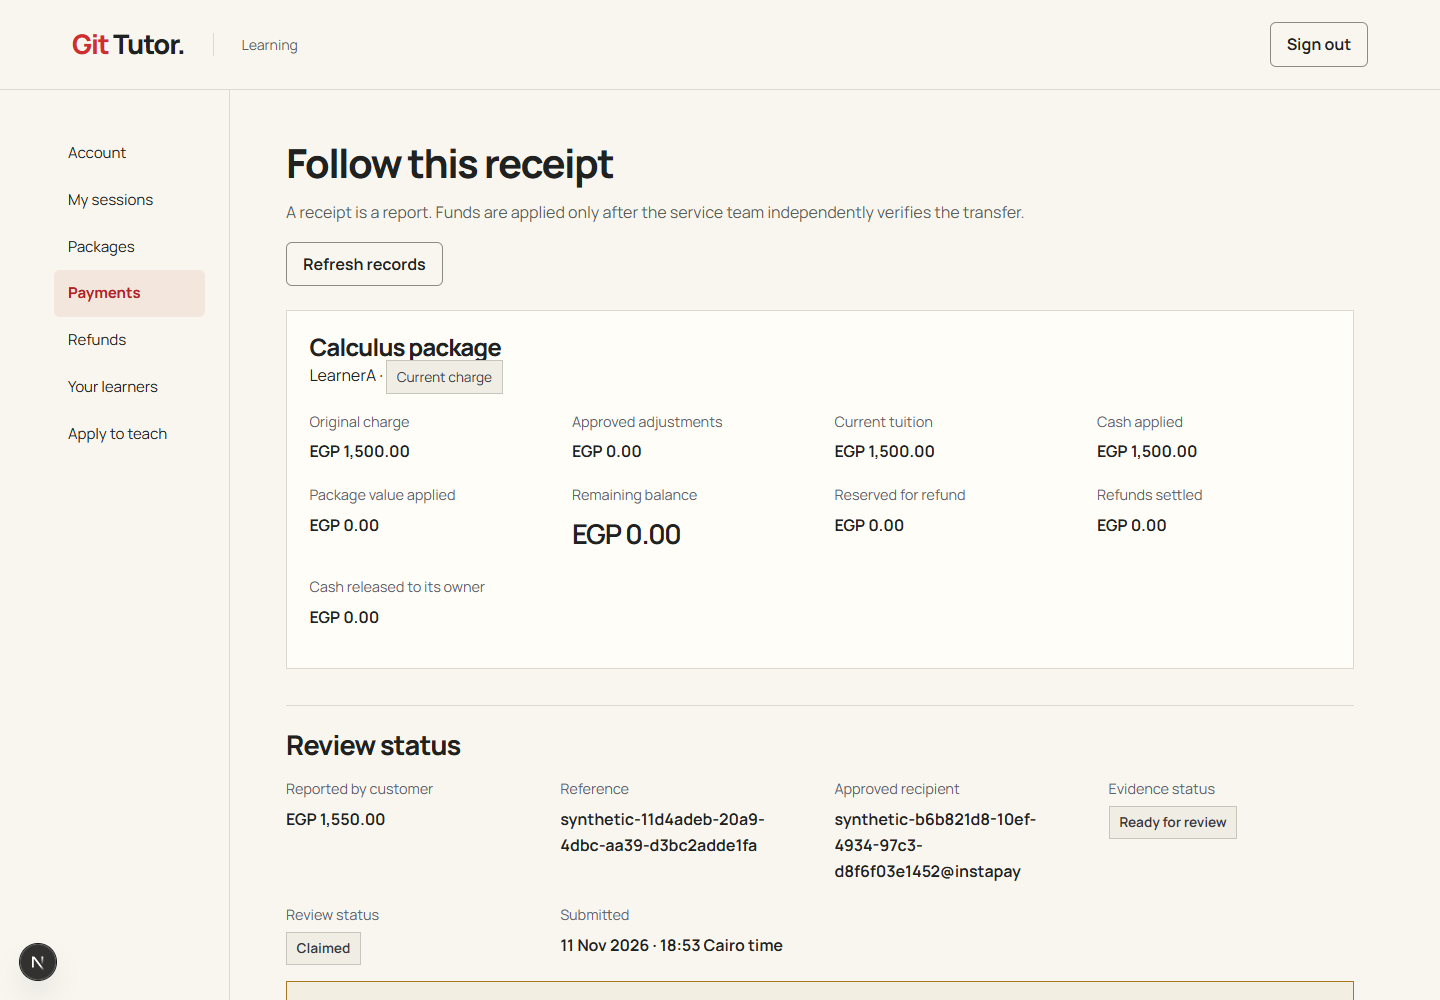 Git Tutor.
Learning
Sign out
Account
My sessions
Packages
Payments
Refunds
Your learners
Apply to teach
Follow this receipt
A receipt is a report. Funds are applied only after the service team independently verifies the transfer.
Refresh records
Calculus package
LearnerA · Current charge
Original charge
EGP 1,500.00
Approved adjustments
EGP 0.00
Current tuition
EGP 1,500.00
Cash applied
EGP 1,500.00
Package value applied
EGP 0.00
Remaining balance
EGP 0.00
Reserved for refund
EGP 0.00
Refunds settled
EGP 0.00
Cash released to its owner
EGP 0.00
Review status
Reported by customer
EGP 1,550.00
Reference
synthetic-11d4adeb-20a9-
4dbc-aa39-d3bc2adde1fa
Approved recipient
synthetic-b6b821d8-10ef-
4934-97c3-
d8f6f03e1452@instapay
Evidence status
Ready for review
Review status
Claimed
Submitted
11 Nov 2026 · 18:53 Cairo time
N